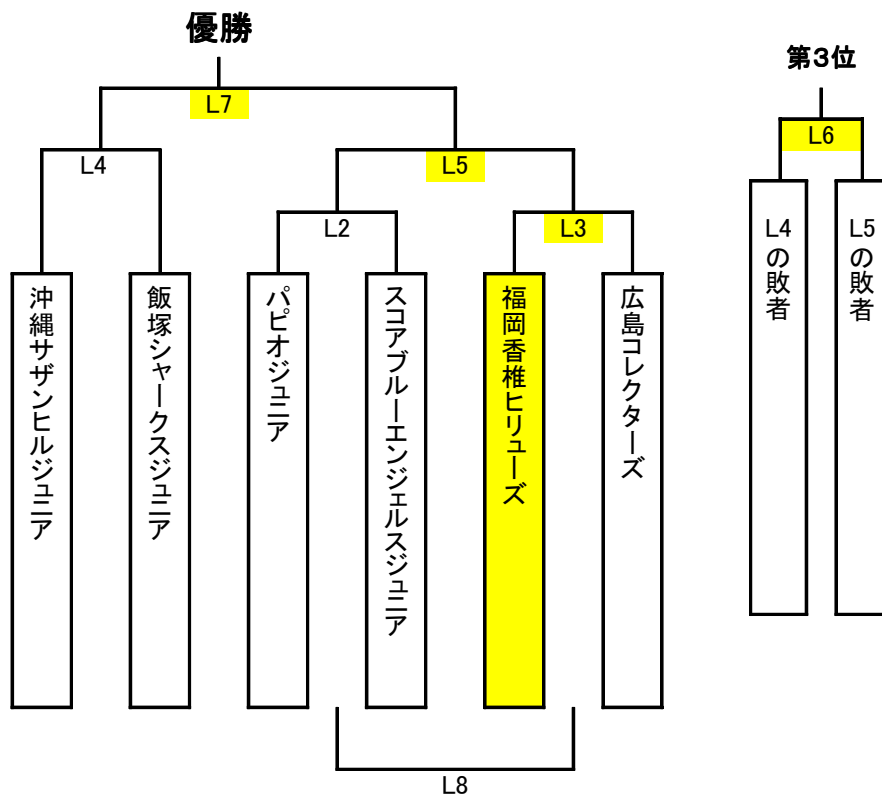 優勝
第3位
L7
L6
L4
L5
L2
L3
沖縄サザンヒルジュニア
飯塚シャークスジュニア
パピオジュニア
スコアブルーエンジェルスジュニア
福岡香椎ヒリューズ
広島コレクターズ
L4の敗者
L5の敗者
L8